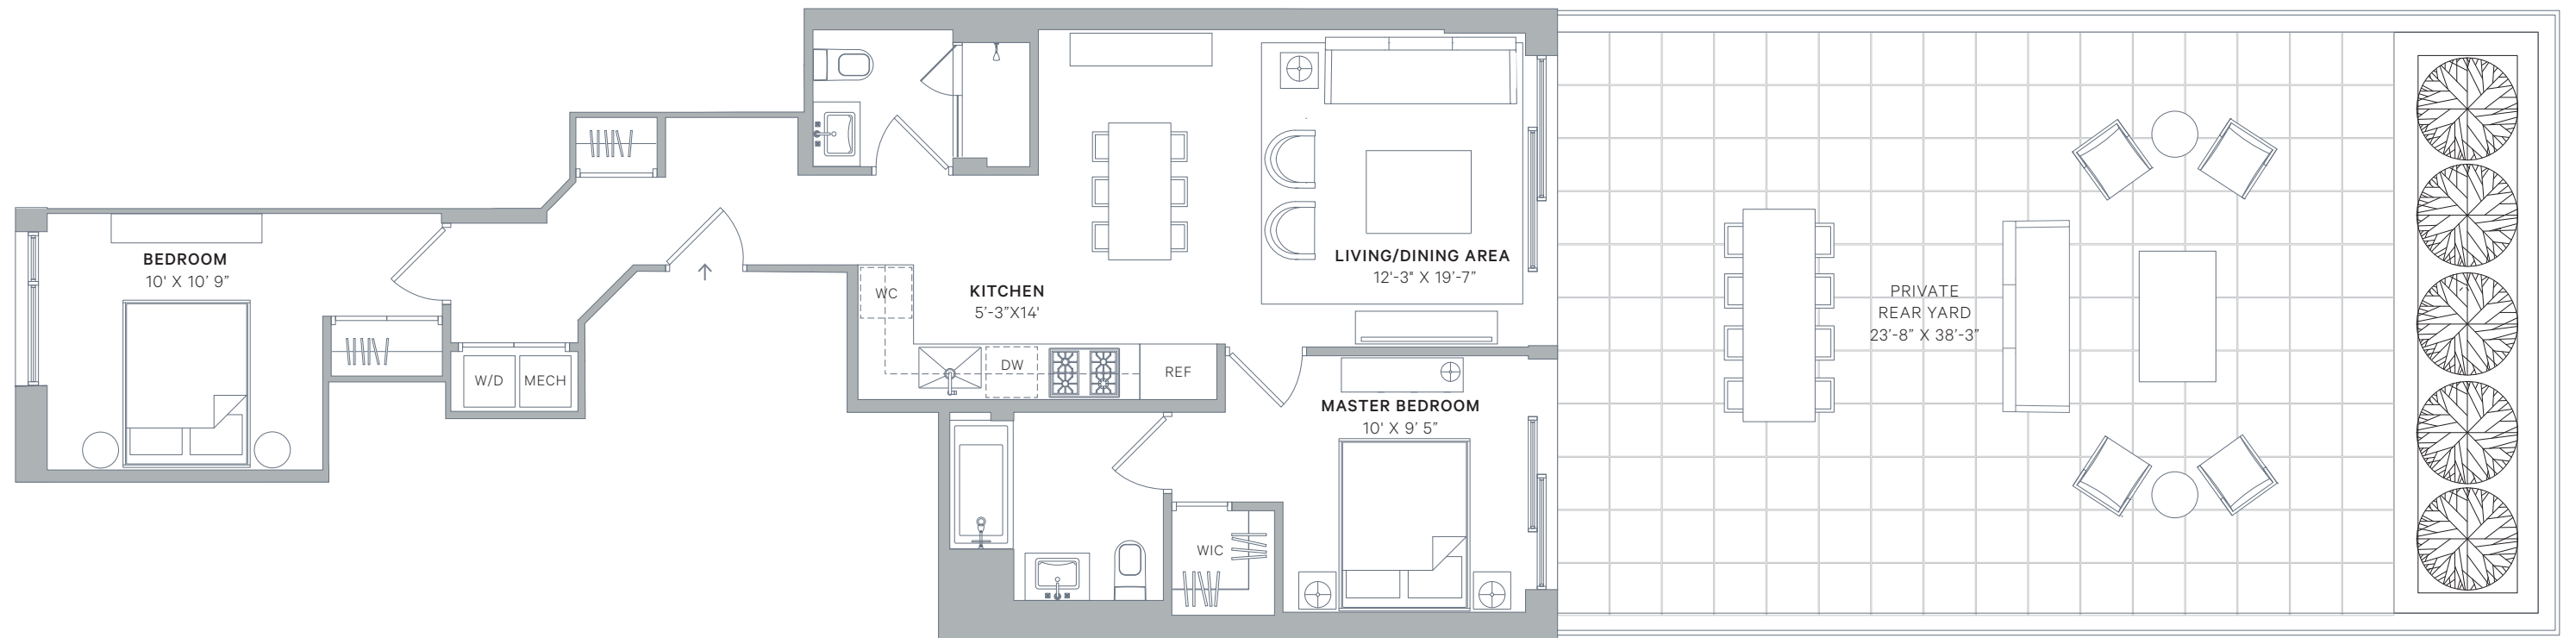 BEDROOM
10' X 10' 9”
W/D
MECH
WC
KITCHEN
5'-3”X14'
DW
REF
LIVING/DINING AREA
12'-3" X 19'-7”
MASTER BEDROOM
10' X 9' 5”
WIC
PRIVATE
REAR YARD
23'-8” X 38'-3”